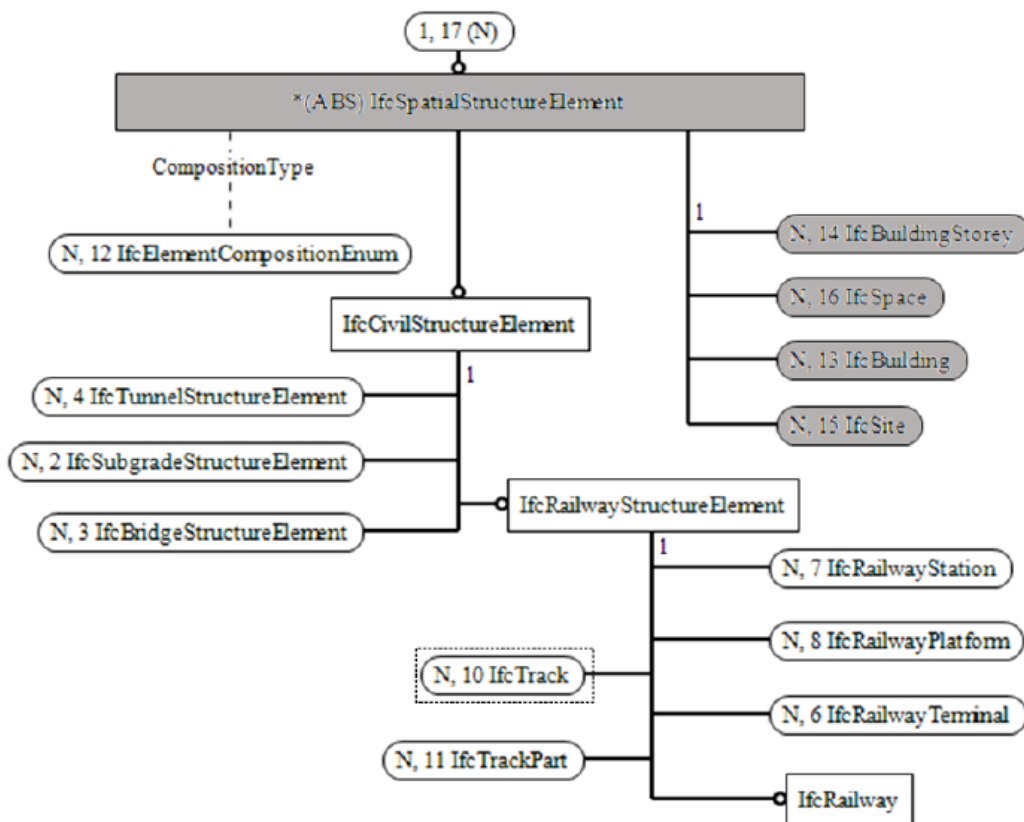 1, 17 (N)
*(ABS) IfcSpatialStructureElement
CompositionType
1
N, 14 IfcBuildingStorey
N, 12 IfcElementCompositionEnum
N, 16 IfcSpace
IfcCivilStructureElement
N, 13 IfcBuilding
1
N, 4 IfcTunnelStructureElement
N, 15 IfcSite
N, 2 IfcSubgradeStructureElement
IfcRailwayStructureElement
N, 3 IfcBridgeStructureElement
1
N, 7 IfcRailwayStation
N, 8 IfcRailwayPlatform
N, 10 IfcTrack
N, 6 IfcRailwayTerminal
N, 11 IfcTrackPart
IfcRailway